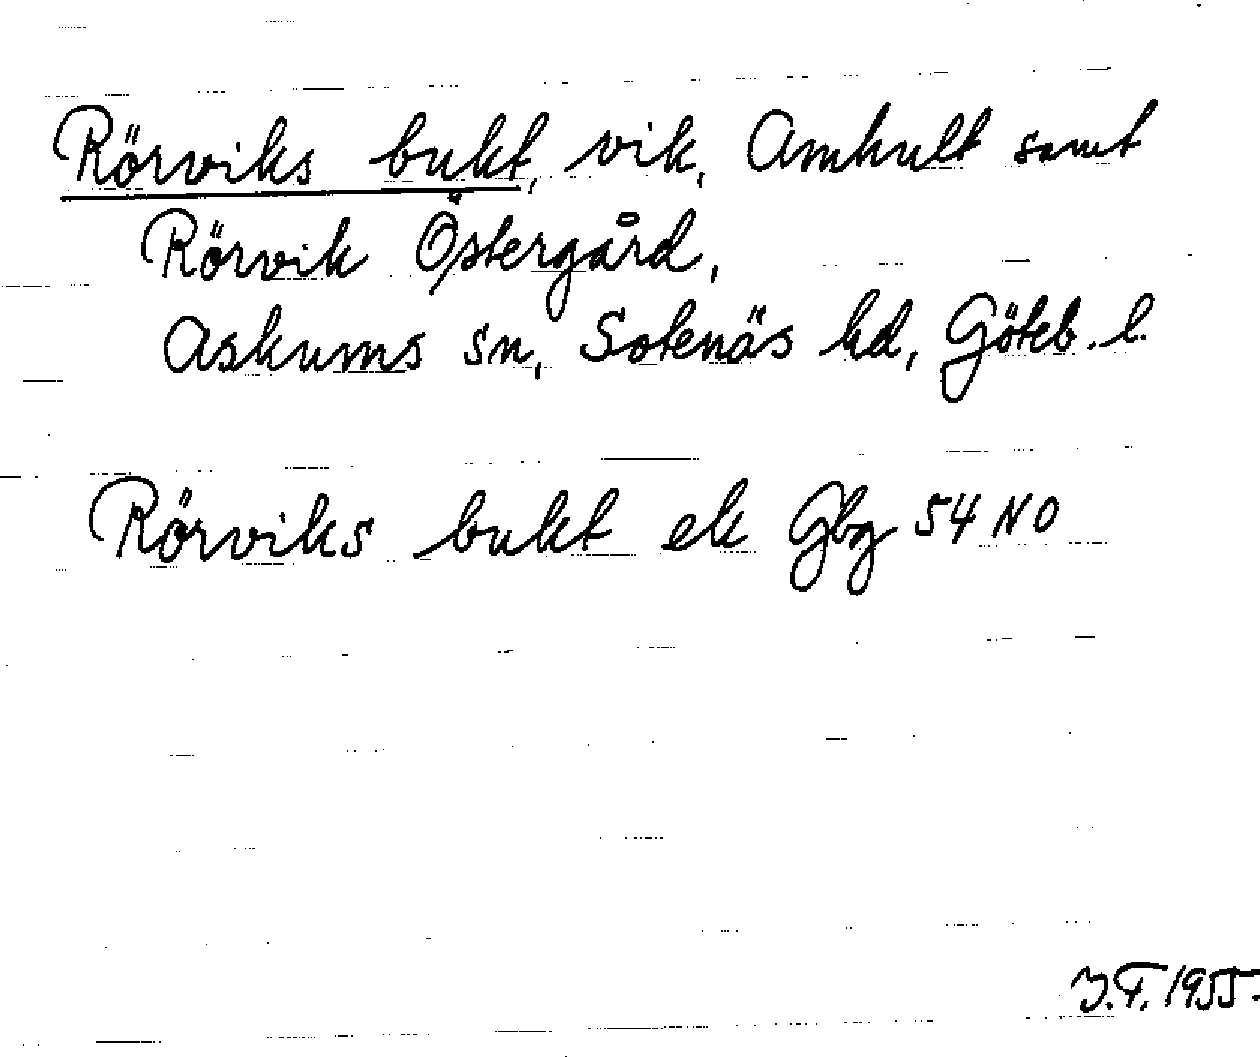 Rörviks bukt, vik, Amhult samt
Rörvik Östergård,
Askums sn, Sotenäs hd, Göteb. l.
Rörviks bukt ek Gbg 54 NO
J.F. 1955.